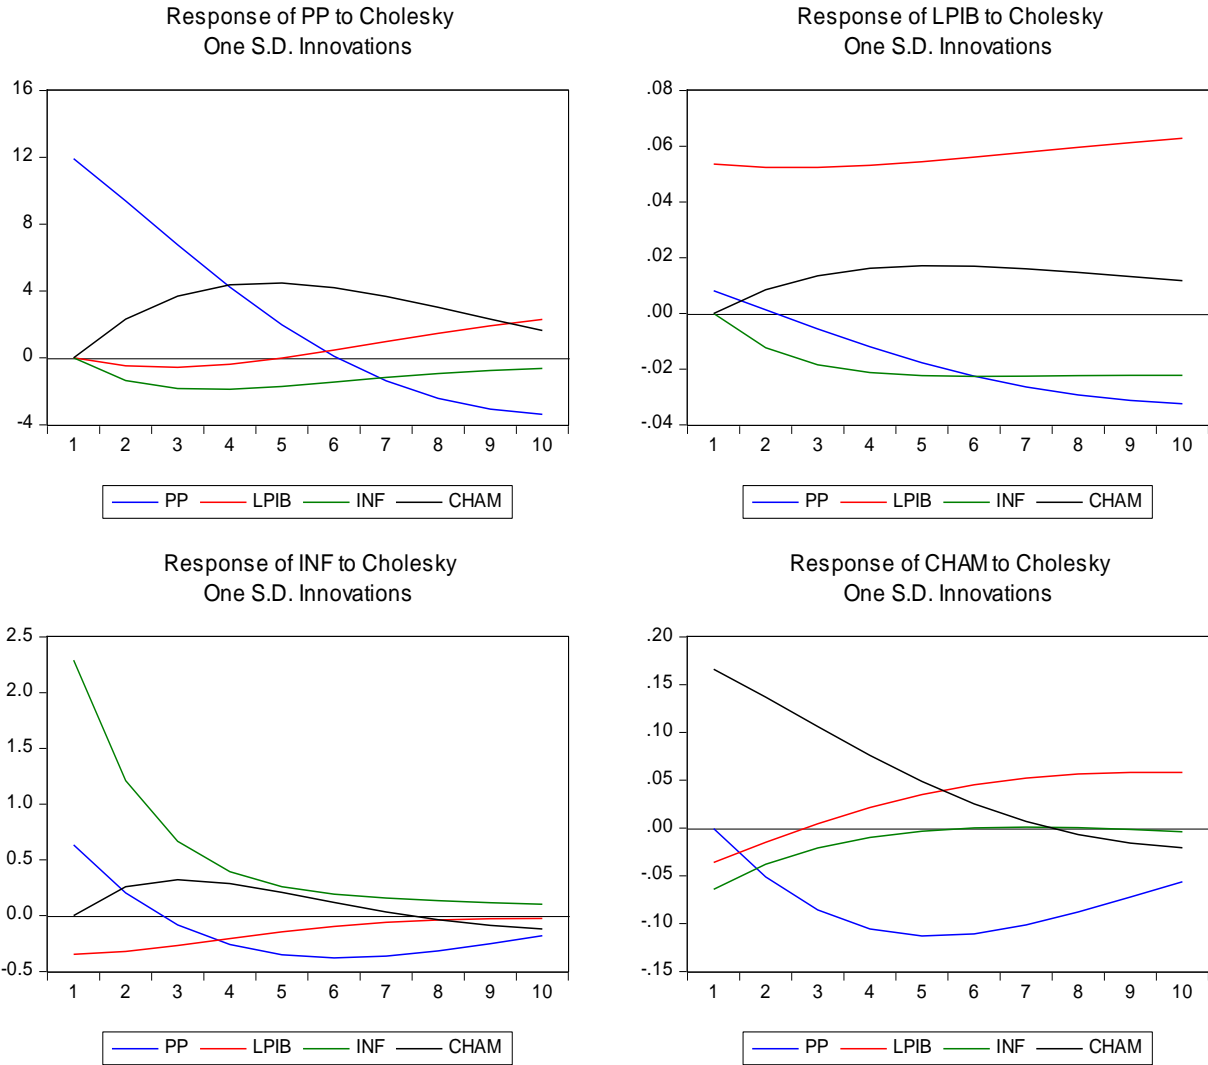 Response of PP to Cholesky
One S.D. Innovations
16
12
8
4
0
-4
1 2 3 4 5 6 7 8 9 10
PP LPIB INF CHAM
Response of LPIB to Cholesky
One S.D. Innovations
.08
.06
.04
.02
.00
-.02
-.04
1 2 3 4 5 6 7 8 9 10
PP LPIB INF CHAM
Response of INF to Cholesky
One S.D. Innovations
2.5
2.0
1.5
1.0
0.5
0.0
-0.5
1 2 3 4 5 6 7 8 9 10
PP LPIB INF CHAM
Response of CHAM to Cholesky
One S.D. Innovations
.20
.15
.10
.05
.00
-.05
-.10
-.15
1 2 3 4 5 6 7 8 9 10
PP LPIB INF CHAM